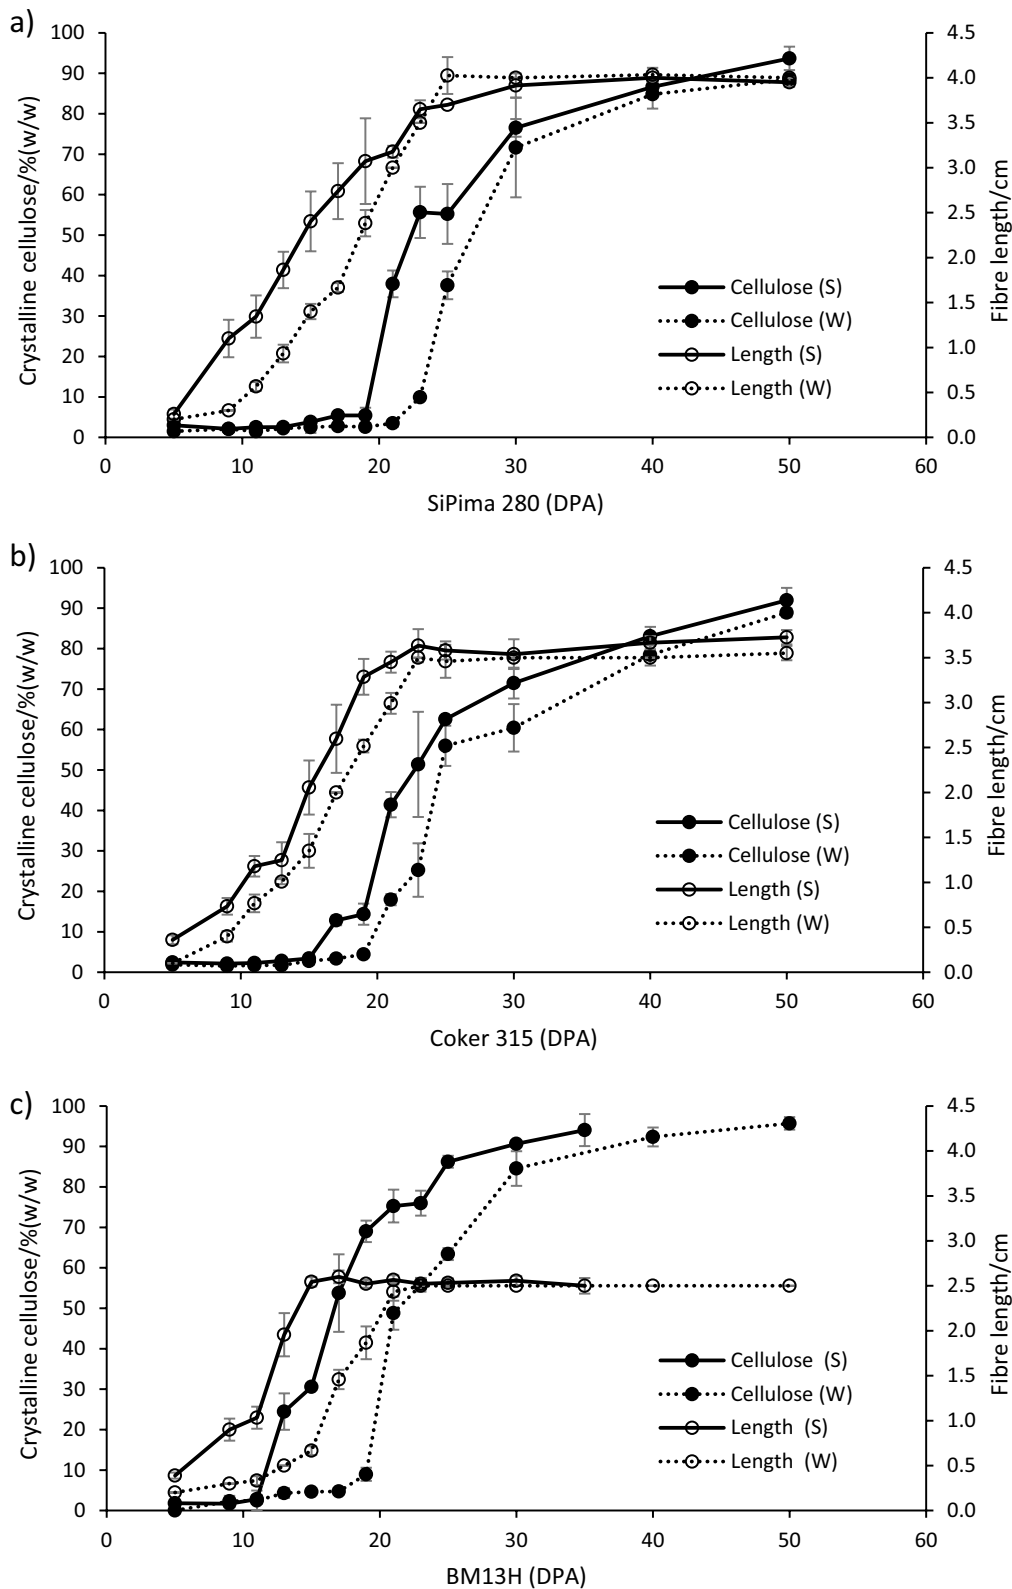 a)
100
90
80
70
60
50
40
30
20
10
0
Crystalline cellulose/%(w/w)
4.5
4.0
3.5
3.0
2.5
2.0
1.5
1.0
0.5
0.0
Fibre length/cm
Cellulose (S)
Cellulose (W)
Length (S)
Length (W)
0 10 20 30 40 50 60
SiPima 280 (DPA)
b)
100
90
80
70
60
50
40
30
20
10
0
Crystalline cellulose/%(w/w)
4.5
4.0
3.5
3.0
2.5
2.0
1.5
1.0
0.5
0.0
Fibre length/cm
Cellulose (S)
Cellulose (W)
Length (S)
Length (W)
0 10 20 30 40 50 60
Coker 315 (DPA)
c)
100
90
80
70
60
50
40
30
20
10
0
Crystalline cellulose/%(w/w)
4.5
4.0
3.5
3.0
2.5
2.0
1.5
1.0
0.5
0.0
Fibre length/cm
Cellulose (S)
Cellulose (W)
Length (S)
Length (W)
0 10 20 30 40 50 60
BM13H (DPA)